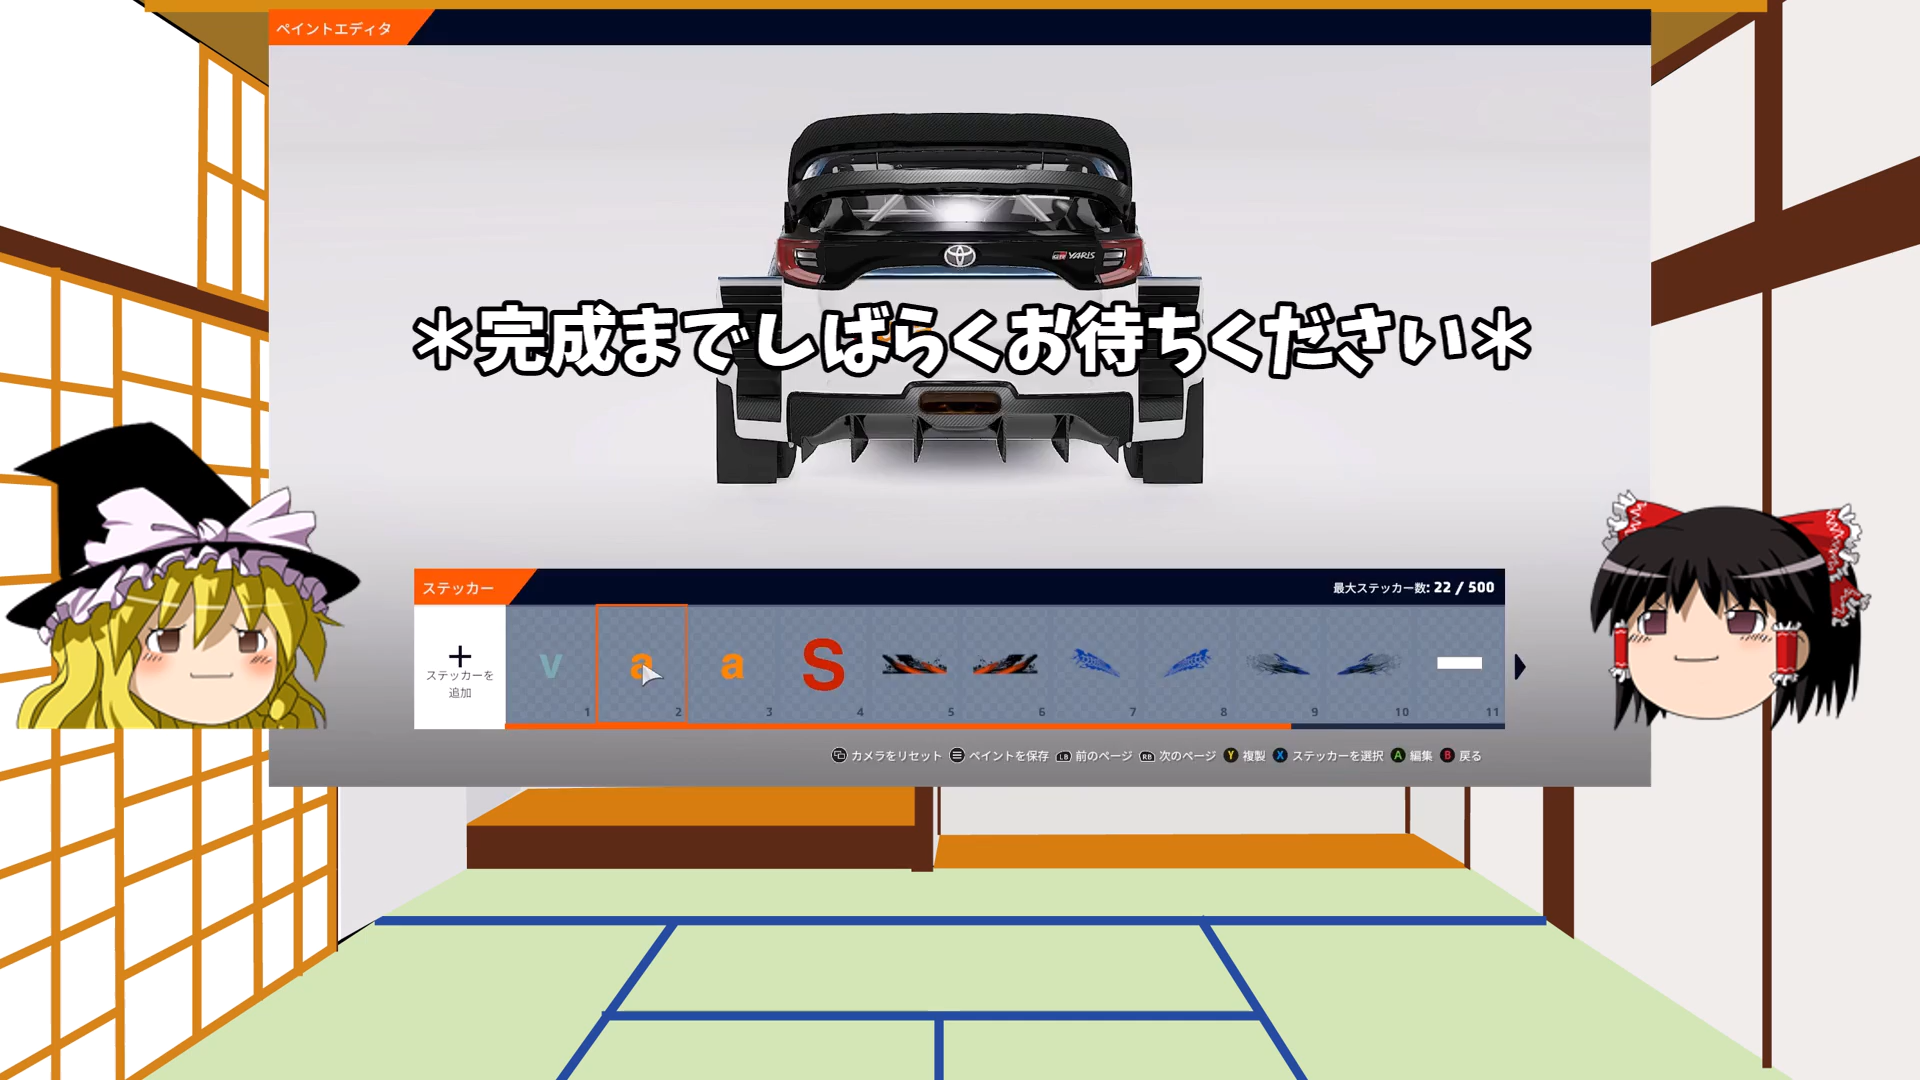 ペイントエディタ
GR YARIS
＊完成までしばらくお待ちください＊
ステッカー
最大ステッカー数: 22 / 500
ステッカーを
追加
v a a S
1 2 3 4 5 6 7 8 9 10 11
カメラをリセット ペイントを保存 LB 前のページ RB 次のページ Y 複製 X ステッカーを選択 A 編集 B 戻る